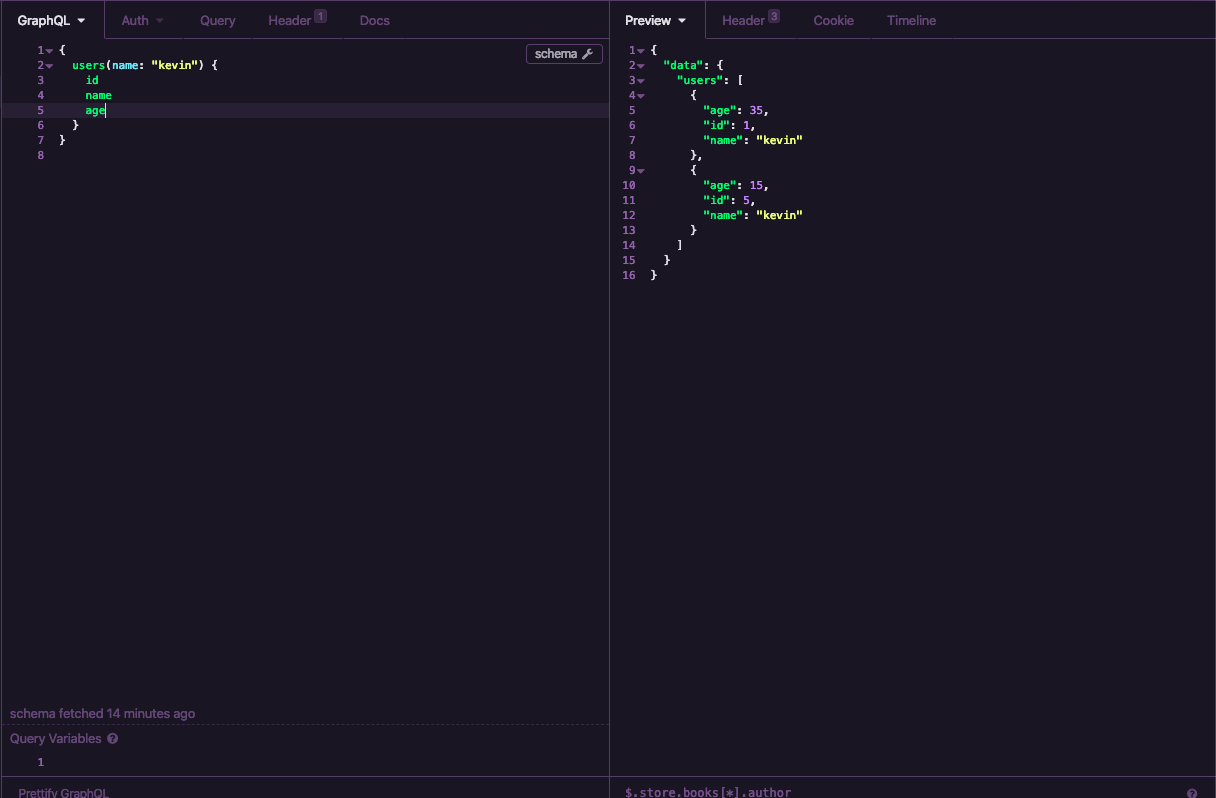 GraphQL Auth Query Header 1 Docs
schema
1 {
2 users(name: "kevin") {
3 id
4 name
5 age
6 }
7 }
8
schema fetched 14 minutes ago
Query Variables ?
1
Prettify GraphQL
Preview Header 3 Cookie Timeline
1 {
2 "data": {
3 "users": [
4 {
5 "age": 35,
6 "id": 1,
7 "name": "kevin"
8 },
9 {
10 "age": 15,
11 "id": 5,
12 "name": "kevin"
13 }
14 ]
15 }
16 }
$.store.books[*].author ?